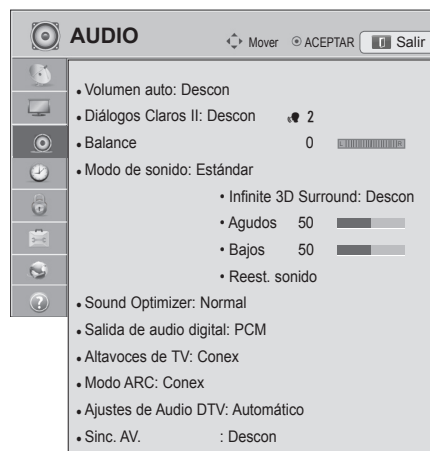 AUDIO Mover ACEPTAR Salir
• Volumen auto: Descon
• Diálogos Claros II: Descon 2
• Balance 0 L R
• Modo de sonido: Estándar
• Infinite 3D Surround: Descon
• Agudos 50
• Bajos 50
• Reest. sonido
• Sound Optimizer: Normal
• Salida de audio digital: PCM
• Altavoces de TV: Conex
• Modo ARC: Conex
• Ajustes de Audio DTV: Automático
• Sinc. AV. : Descon